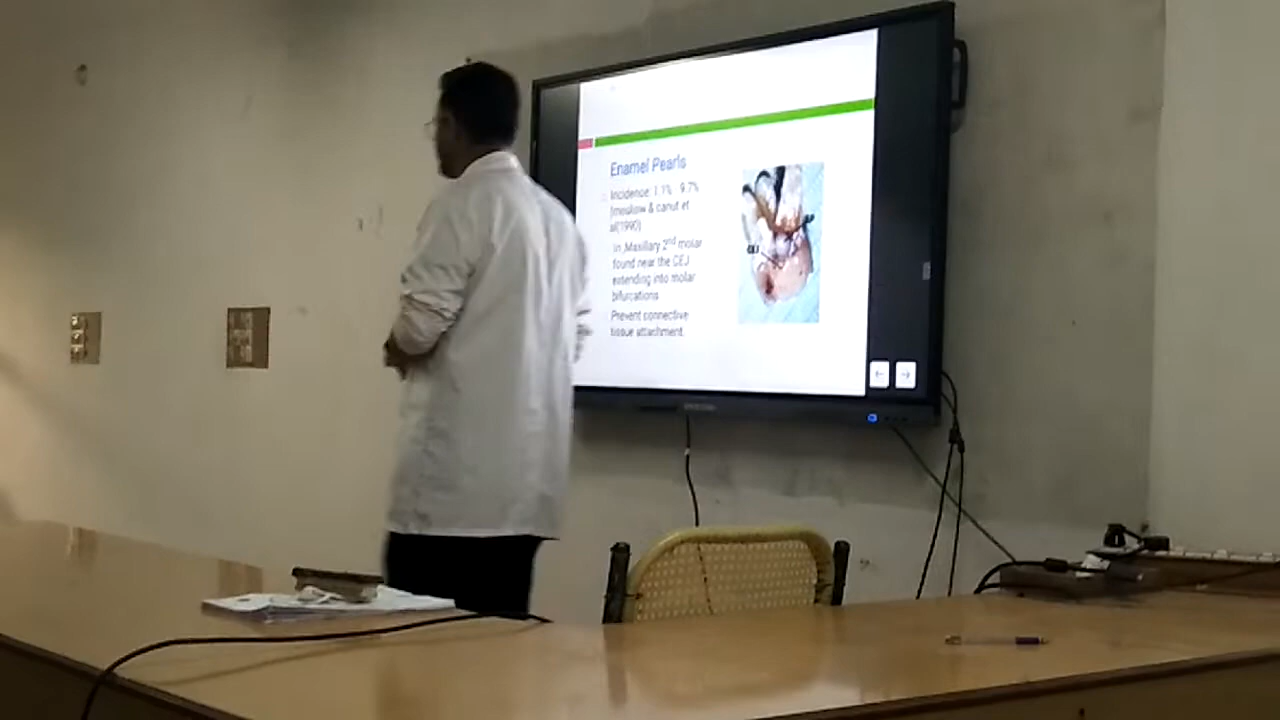 Enamel Pearls
Incidence: 1.1% 9.7%
& canut et
al(1990)
In Maxillary 2nd molar
found near the CEJ
extending into molar
bifurcations
Prevent connective
tissue attachment.